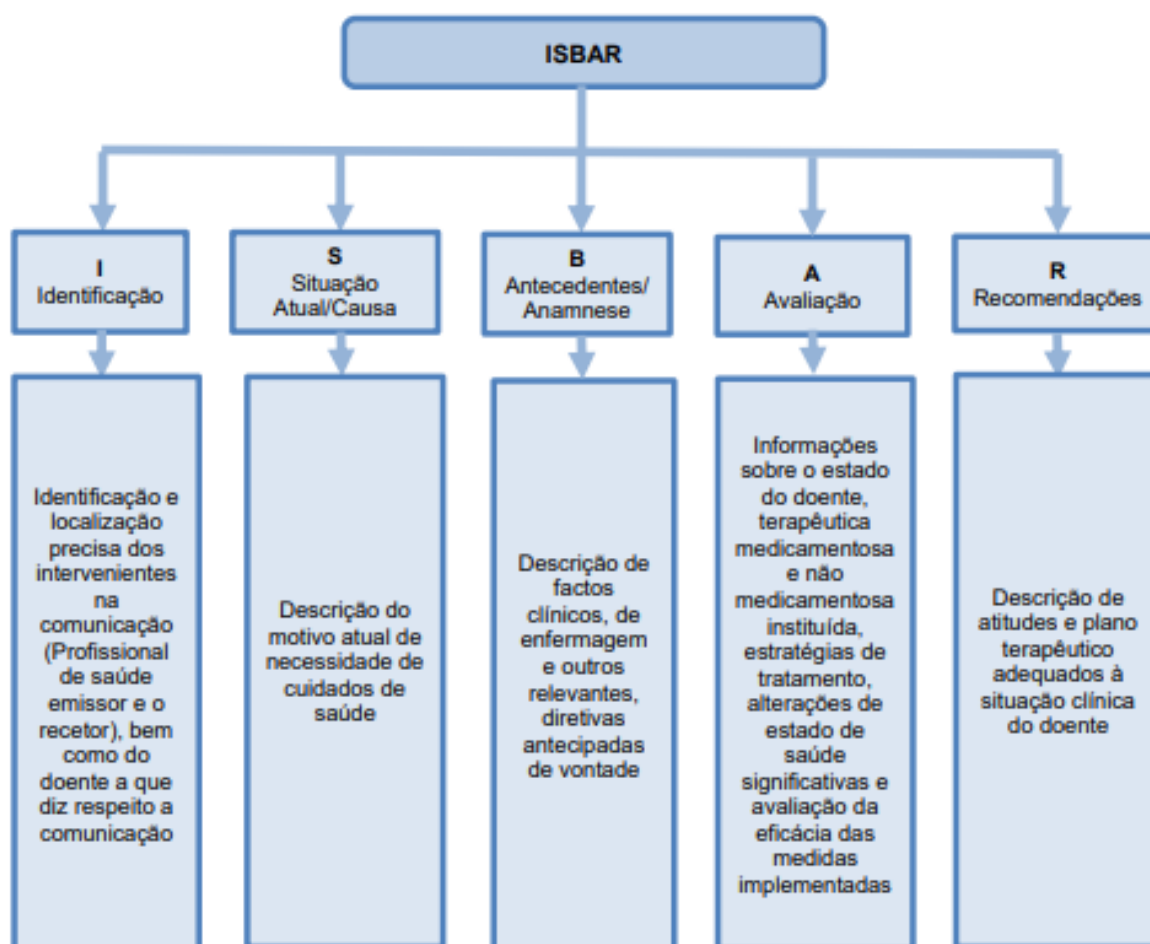 ISBAR
I
Identificação
S
Situação
Atual/Causa
B
Antecedentes/
Anamnese
A
Avaliação
R
Recomendações
Identificação e
localização
precisa dos
intervenientes
na
comunicação
(Profissional
de saúde
emissor e o
recetor), bem
como do
doente a que
diz respeito a
comunicação
Descrição do
motivo atual de
necessidade de
cuidados de
saúde
Descrição de
factos
clínicos, de
enfermagem
e outros
relevantes,
diretivas
antecipadas
de vontade
Informações
sobre o estado
do doente,
terapêutica
medicamentosa
e não
medicamentosa
instituída,
estratégias de
tratamento,
alterações de
estado de
saúde
significativas e
avaliação da
eficácia das
medidas
implementadas
Descrição de
atitudes e plano
terapêutico
adequados à
situação clínica
do doente